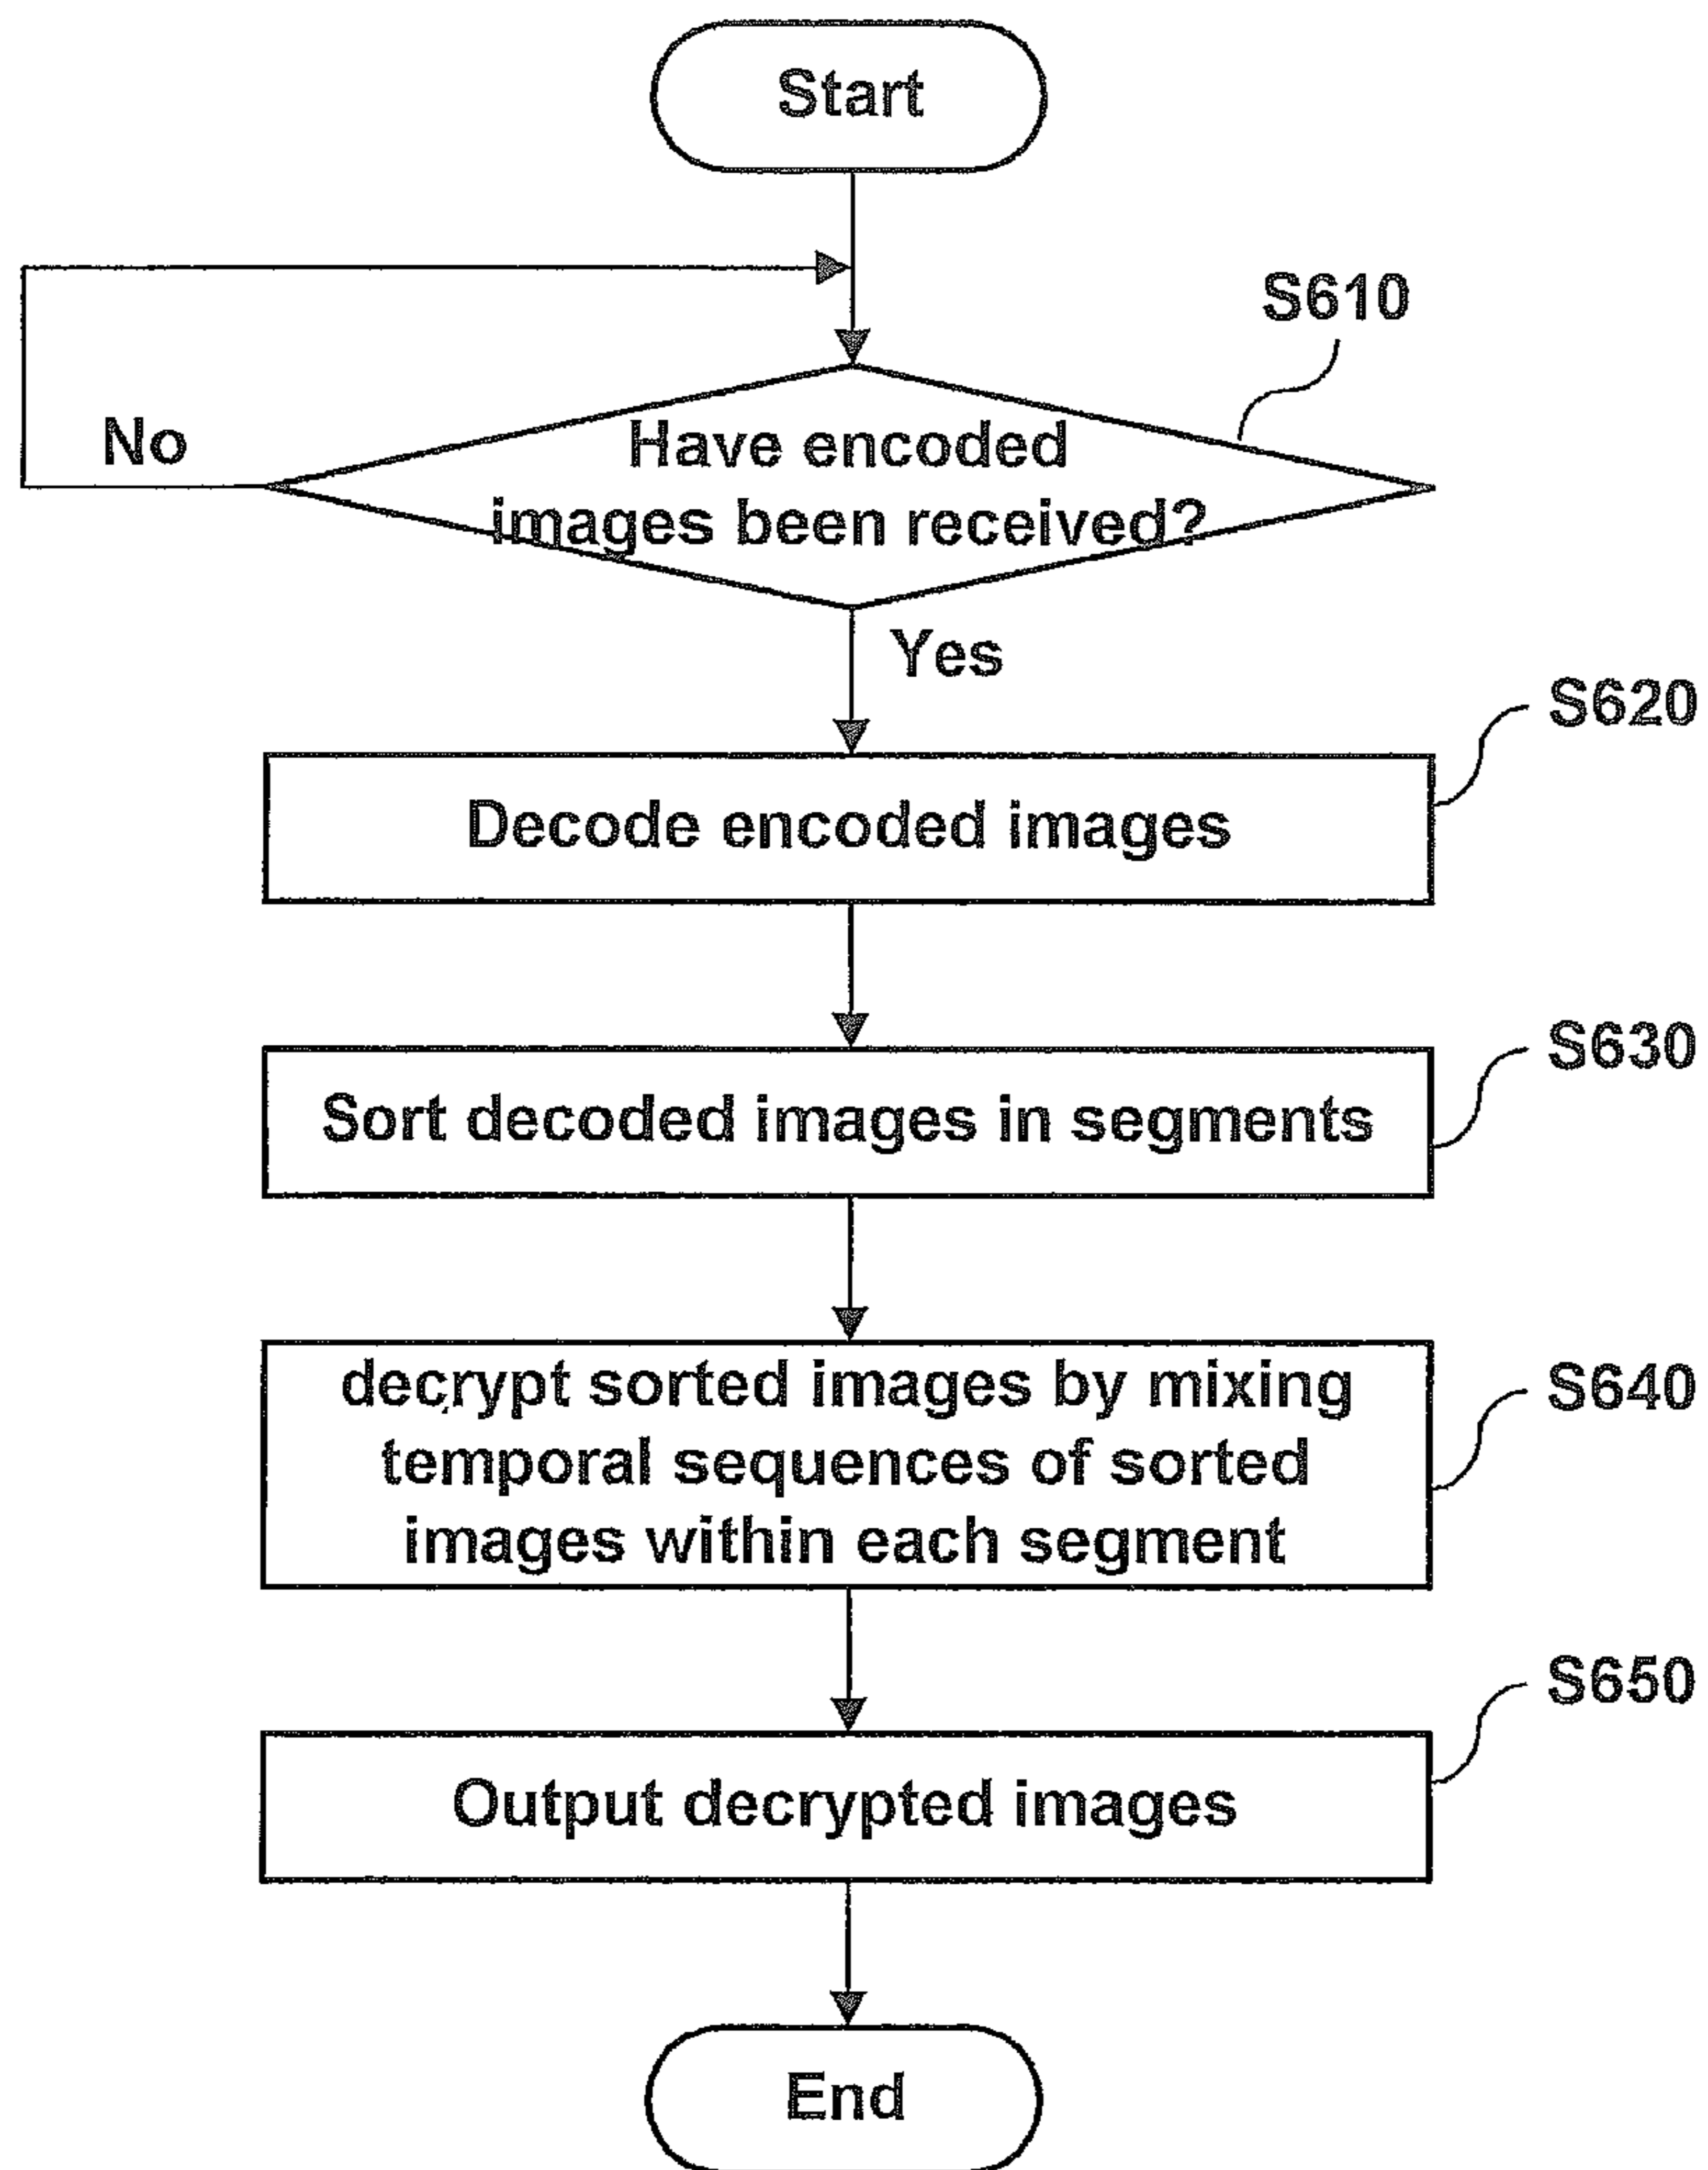 Start
S610
No
Have encoded
images been received?
Yes
S620
Decode encoded images
S630
Sort decoded images in segments
S640
decrypt sorted images by mixing
temporal sequences of sorted
images within each segment
S650
Output decrypted images
End